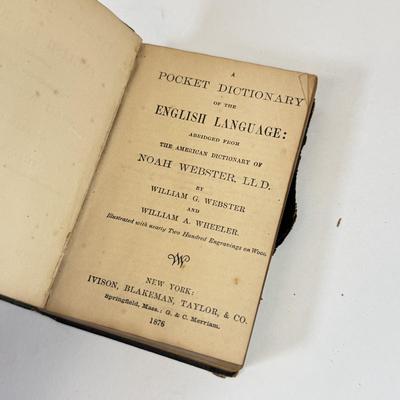 A
POCKET DICTIONARY
OF THE
ENGLISH LANGUAGE:
ABRIDGED FROM
THE AMERICAN DICTIONARY OF
NOAH WEBSTER, LL.D.
BY
WILLIAM G. WEBSTER
AND
WILLIAM A. WHEELER.
Illustrated with nearly Two Hundred Engravings on Wood.
NEW YORK:
IVISON, BLAKEMAN, TAYLOR, & CO.
Springfield, Mass.: G. & C. Merriam.
1876